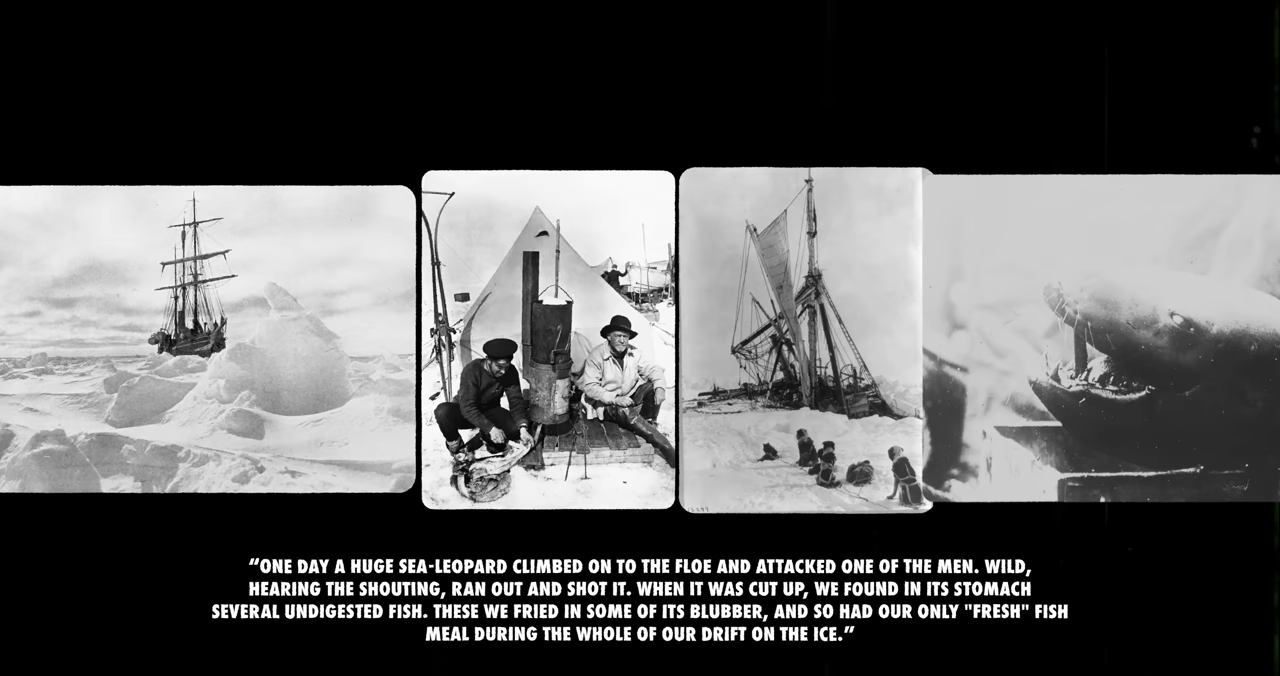 “ONE DAY A HUGE SEA-LEOPARD CLIMBED ON TO THE FLOE AND ATTACKED ONE OF THE MEN. WILD,
HEARING THE SHOUTING, RAN OUT AND SHOT IT. WHEN IT WAS CUT UP, WE FOUND IN ITS STOMACH
SEVERAL UNDIGESTED FISH. THESE WE FRIED IN SOME OF ITS BLUBBER, AND SO HAD OUR ONLY "FRESH" FISH
MEAL DURING THE WHOLE OF OUR DRIFT ON THE ICE.”